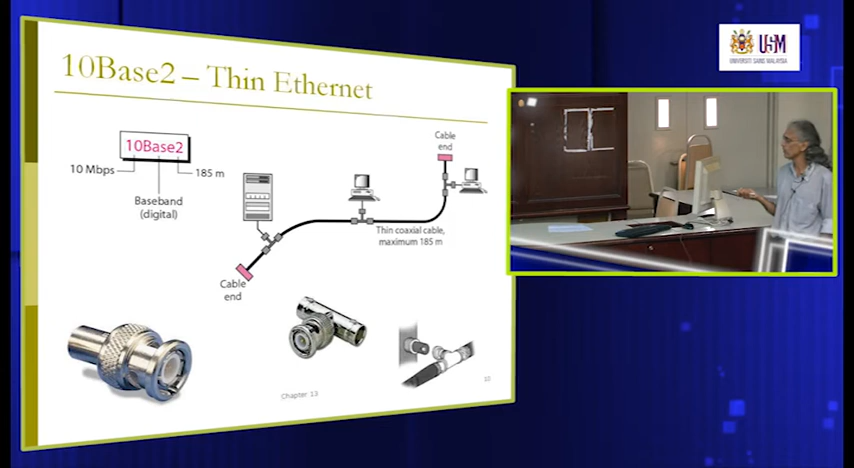 10Base2 – Thin Ethernet
10Base2
10 Mbps
185 m
Baseband
(digital)
Cable
end
Thin coaxial cable,
maximum 185 m
Cable
end
Chapter 13
10
USM
UNIVERSITI SAINS MALAYSIA